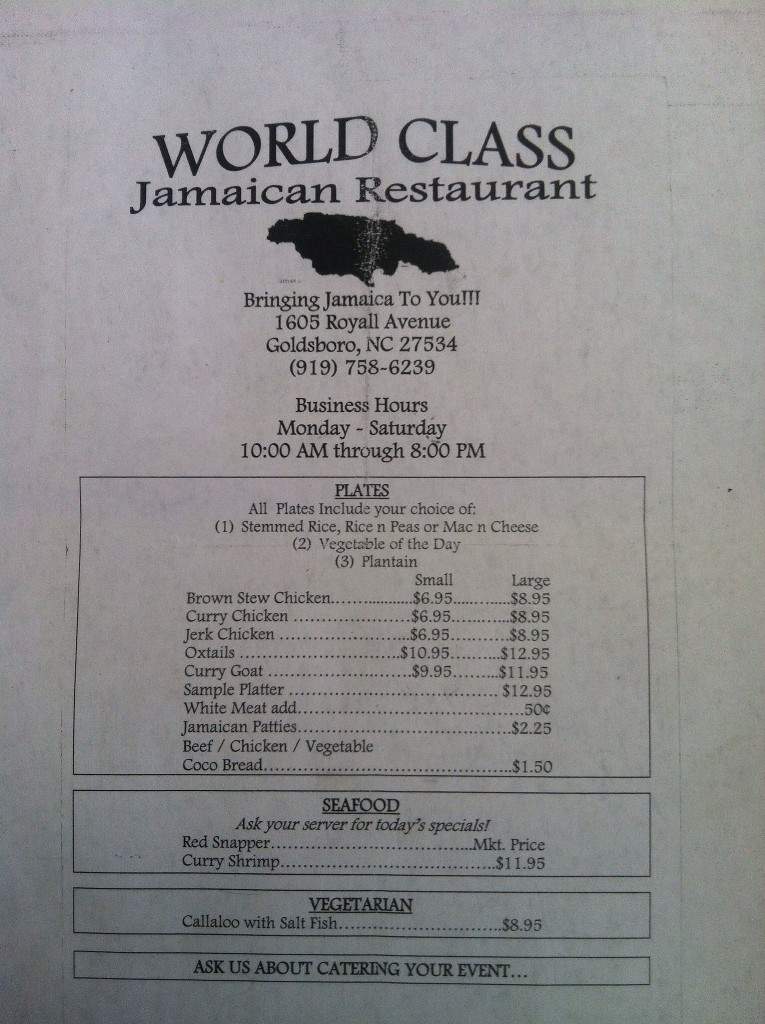 WORLD CLASS
Jamaican Restaurant
Bringing Jamaica To You!!!
1605 Royall Avenue
Goldsboro, NC 27534
(919) 758-6239
Business Hours
Monday - Saturday
10:00 AM through 8:00 PM
PLATES
All Plates Include your choice of:
(1) Stemmed Rice, Rice n Peas or Mac n Cheese
(2) Vegetable of the Day
(3) Plantain
Small Large
Brown Stew Chicken..................$6.95............$8.95
Curry Chicken ........................$6.95............$8.95
Jerk Chicken ..........................$6.95............$8.95
Oxtails ................................$10.95..........$12.95
Curry Goat ............................$9.95..........$11.95
Sample Platter ........................................ $12.95
White Meat add..........................................50¢
Jamaican Patties.......................................$2.25
Beef / Chicken / Vegetable
Coco Bread.............................................$1.50
SEAFOOD
Ask your server for today's specials!
Red Snapper.....................................Mkt. Price
Curry Shrimp.......................................$11.95
VEGETARIAN
Callaloo with Salt Fish..............................$8.95
ASK US ABOUT CATERING YOUR EVENT...